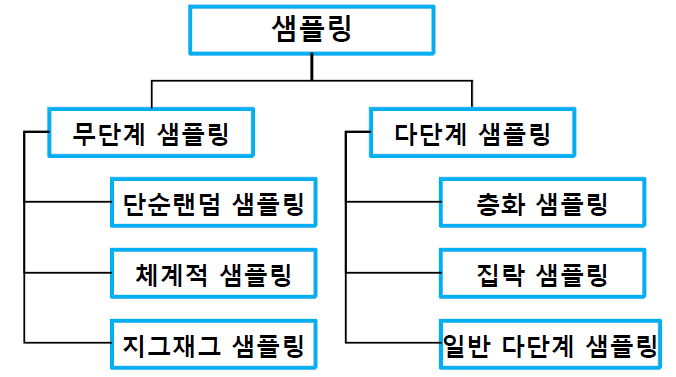 샘플링
무단계 샘플링
다단계 샘플링
단순랜덤 샘플링
층화 샘플링
체계적 샘플링
집락 샘플링
지그재그 샘플링
일반 다단계 샘플링